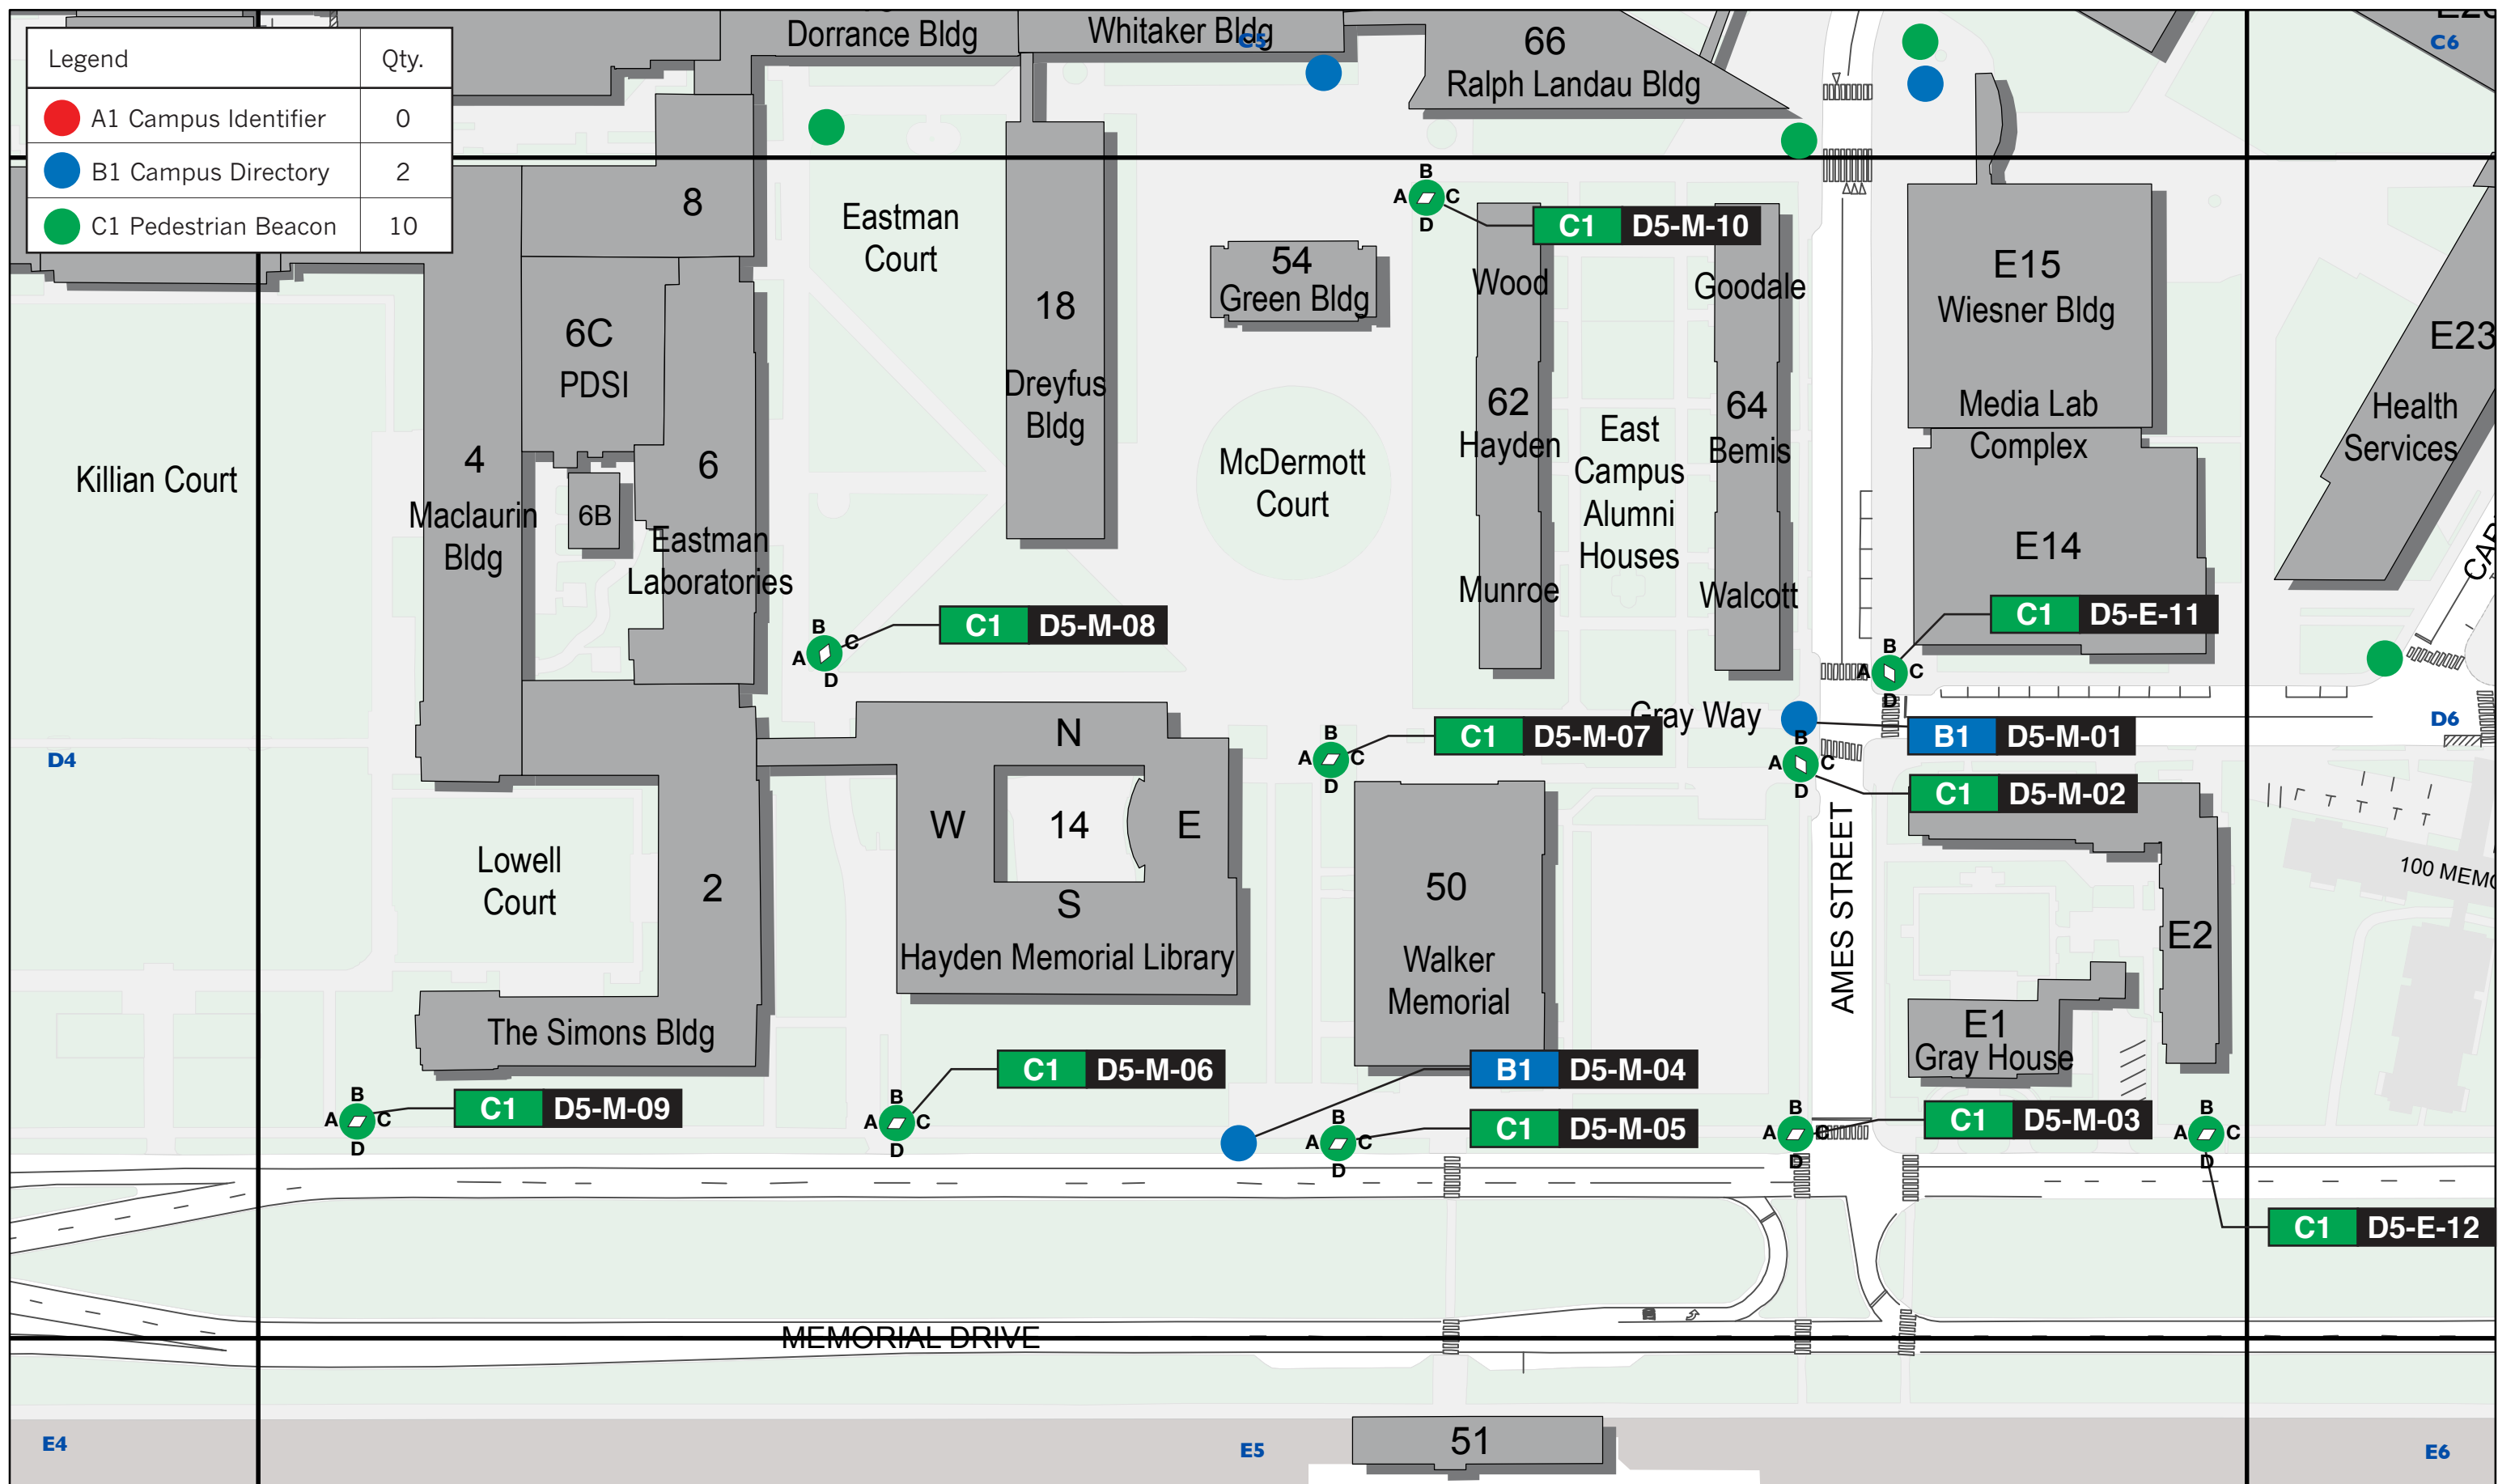 Legend Qty.
A1 Campus Identifier 0
B1 Campus Directory 2
C1 Pedestrian Beacon 10
Dorrance Bldg
Whitaker Bldg
C5
66
Ralph Landau Bldg
C6
8
Eastman
Court
B
A C
D
C1 D5-M-10
54
Green Bldg
Wood
Goodale
E15
Wiesner Bldg
18
Dreyfus
Bldg
6C
PDSI
E23
Health
Services
62
Hayden
64
Bemis
Media Lab
Complex
East
Campus
Alumni
Houses
McDermott
Court
Killian Court
4
Maclaurin
Bldg
6
6B
Eastman
Laboratories
E14
Munroe
Walcott
C1 D5-E-11
B
A C
D
C1 D5-M-08
B
A C
D
Gray Way
D4
D6
N
W 14 E
S
Hayden Memorial Library
C1 D5-M-07
B
A C
D
B1 D5-M-01
C1 D5-M-02
B
A C
D
AMES STREET
100
Lowell
Court
2
50
Walker
Memorial
E2
E1
Gray House
The Simons Bldg
C1 D5-M-06
B
A C
D
B1 D5-M-04
C1 D5-M-09
B
A C
D
C1 D5-M-05
B
A C
D
C1 D5-M-03
B
A C
D
B
A C
D
C1 D5-E-12
MEMORIAL DRIVE
E4
E5
51
E6